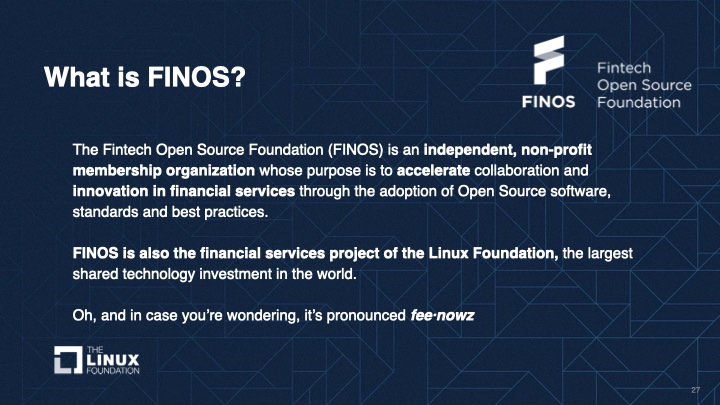 What is FINOS?
FINOS
Fintech
Open Source
Foundation
The Fintech Open Source Foundation (FINOS) is an independent, non-profit
membership organization whose purpose is to accelerate collaboration and
innovation in financial services through the adoption of Open Source software,
standards and best practices.
FINOS is also the financial services project of the Linux Foundation, the largest
shared technology investment in the world.
Oh, and in case you’re wondering, it’s pronounced fee·nowz
THE
LINUX
FOUNDATION
27